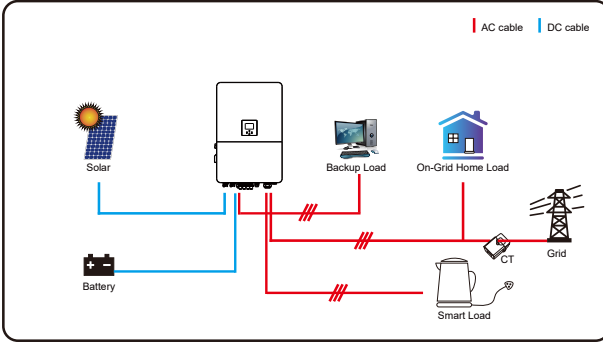 AC cable
DC cable
Solar
Backup Load
On-Grid Home Load
CT
Grid
Battery
Smart Load